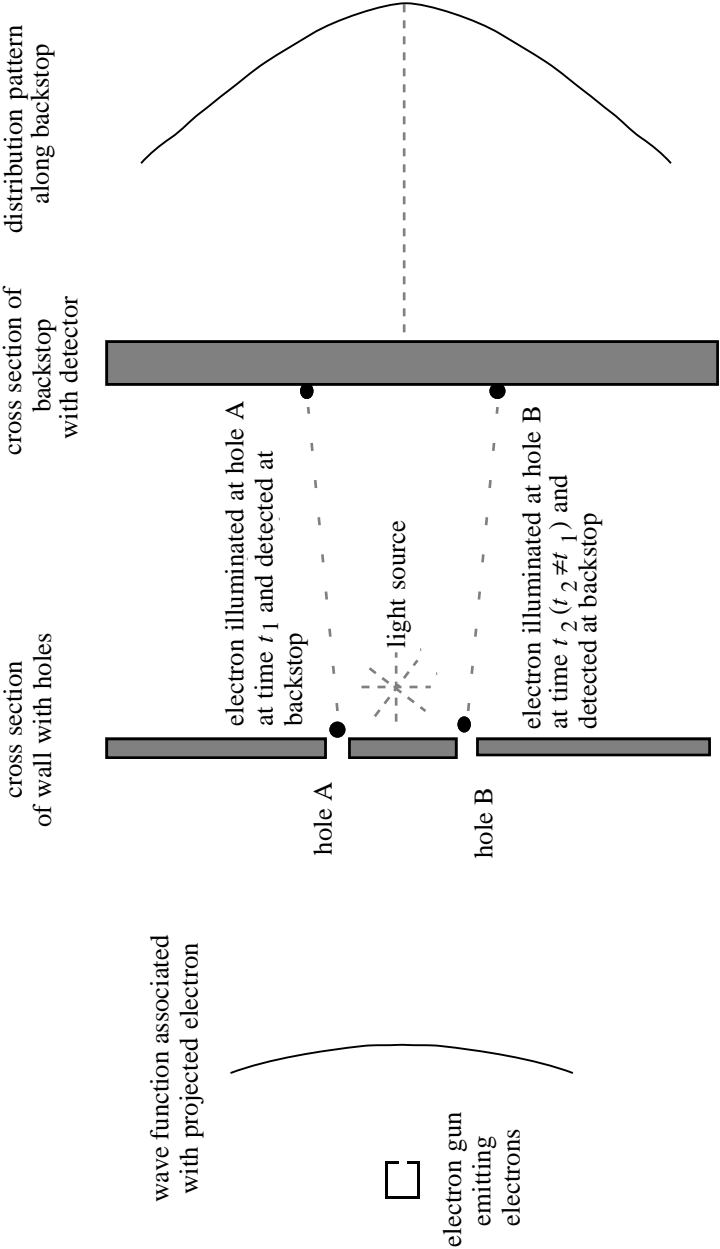 wave function associated
with projected electron
electron gun
emitting
electrons
cross section
of wall with holes
hole A
hole B
electron illuminated at hole A
at time t1 and detected at
backstop
light source
electron illuminated at hole B
at time t2 (t2 ≠ t1) and
detected at backstop
cross section of
backstop
with detector
distribution pattern
along backstop